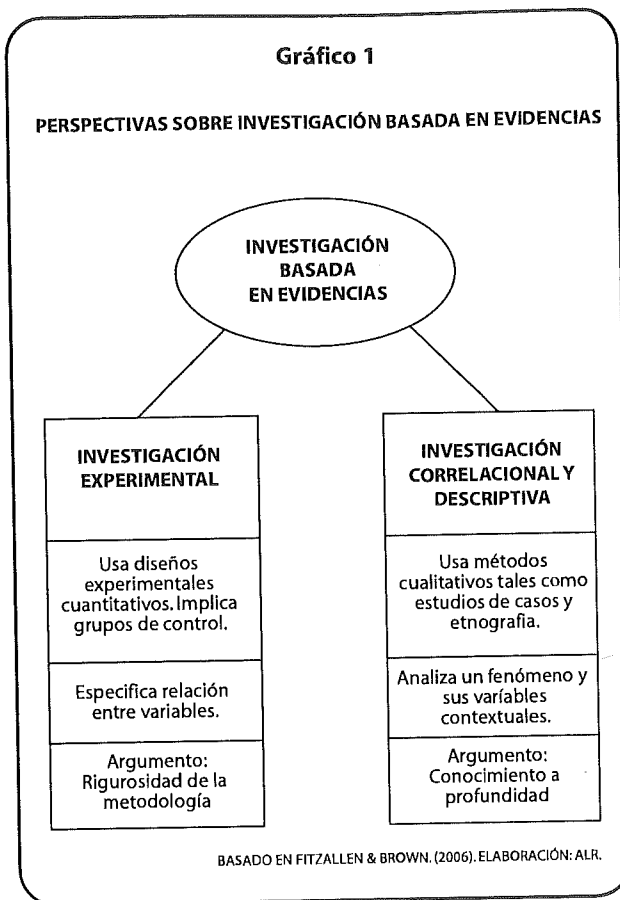 Gráfico 1
PERSPECTIVAS SOBRE INVESTIGACIÓN BASADA EN EVIDENCIAS
INVESTIGACIÓN
BASADA
EN EVIDENCIAS
INVESTIGACIÓN
EXPERIMENTAL
Usa diseños
experimentales
cuantitativos. Implica
grupos de control.
Especifica relación
entre variables.
Argumento:
Rigurosidad de la
metodología
INVESTIGACIÓN
CORRELACIONAL Y
DESCRIPTIVA
Usa métodos
cualitativos tales como
estudios de casos y
etnografia.
Analiza un fenómeno y
sus varíables
contextuales.
Argumento:
Conocimiento a
profundidad
BASADO EN FITZALLEN & BROWN. (2006). ELABORACIÓN: ALR.